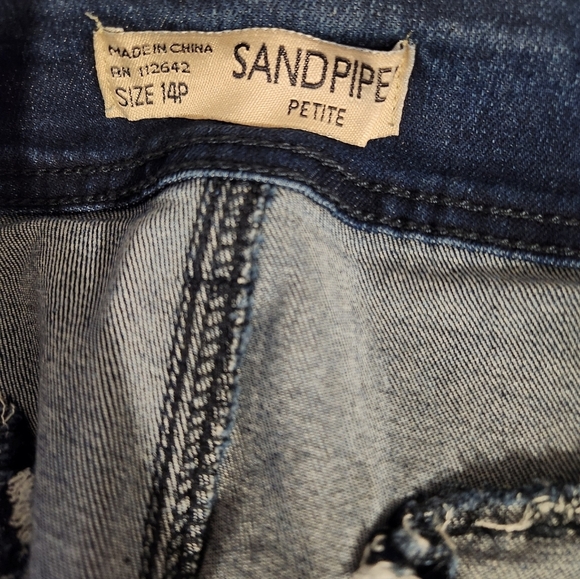 MADE IN CHINA
RN 112642
SIZE 14P
SANDPIPE
PETITE